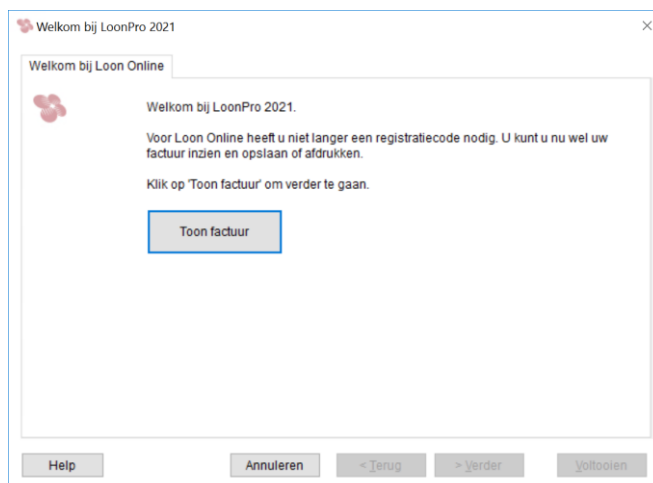 Welkom bij LoonPro 2021
Welkom bij Loon Online
Welkom bij LoonPro 2021.
Voor Loon Online heeft u niet langer een registratiecode nodig. U kunt u nu wel uw
factuur inzien en opslaan of afdrukken.
Klik op 'Toon factuur' om verder te gaan.
Toon factuur
Help Annuleren < Terug > Verder Voltooien